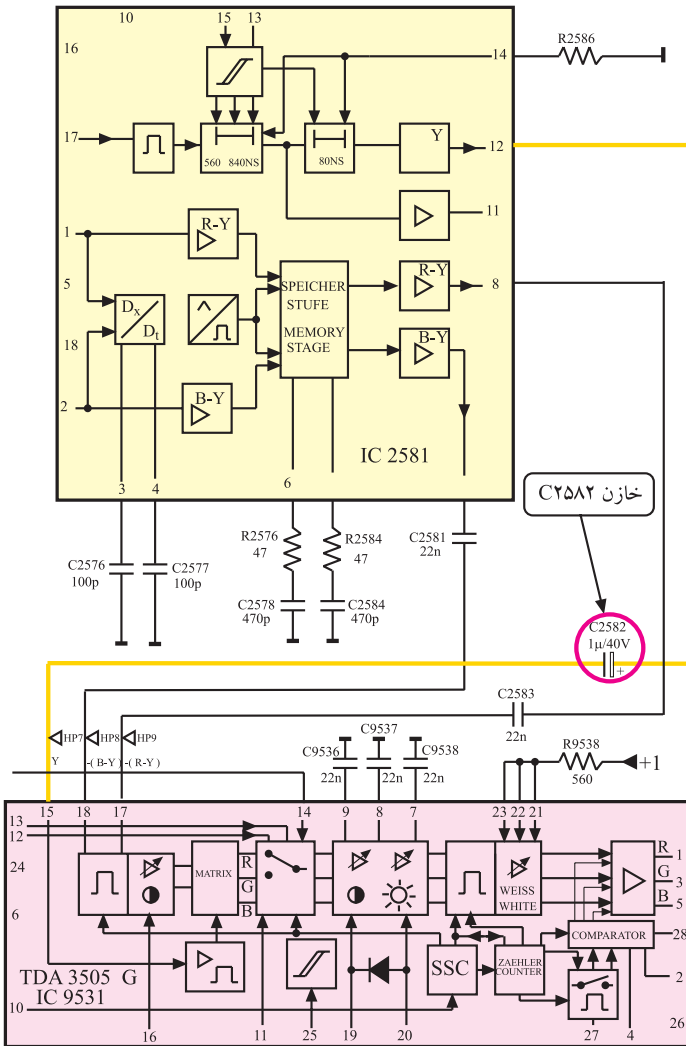 10
15 13
16
14
R2586
17
560 840NS
80NS
Y
12
11
1
R-Y
5
SPEICHER
STUFE
MEMORY
STAGE
R-Y
8
Dx
Dt
18
B-Y
2
B-Y
IC 2581
3 4 6
خازن C۲۵۸۲
C2576
100p
C2577
100p
R2576
47
R2584
47
C2581
22n
C2578
470p
C2584
470p
C2582
1µ/40V
+
C2583
22n
HP7 HP8 HP9
Y -( B-Y ) -( R-Y )
C9536
22n
C9537
22n
C9538
22n
R9538
560
+1
15 18 17 14 9 8 7 23 22 21
13
12
24
6
MATRIX
R
G
B
WEISS
WHITE
R 1
G 3
B 5
COMPARATOR 28
2
TDA 3505 G
IC 9531
SSC
ZAEHLER
COUNTER
10
16 11 25 19 20 27 4 26